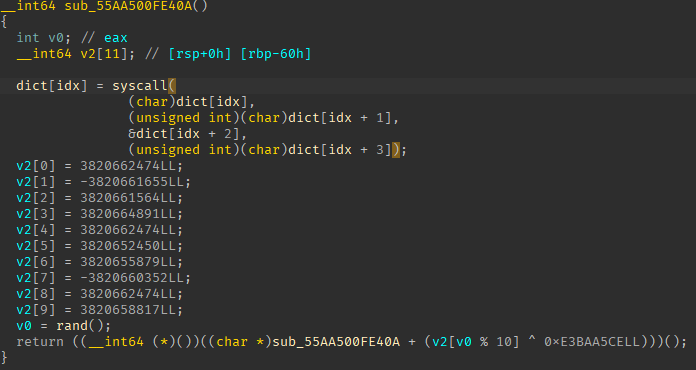 __int64 sub_55AA500FE40A()
{
  int v0; // eax
  __int64 v2[11]; // [rsp+0h] [rbp-60h]

  dict[idx] = syscall(
                (char)dict[idx],
                (unsigned int)(char)dict[idx + 1],
                &dict[idx + 2],
                (unsigned int)(char)dict[idx + 3]);
  v2[0] = 3820662474LL;
  v2[1] = -3820661655LL;
  v2[2] = 3820661564LL;
  v2[3] = 3820664891LL;
  v2[4] = 3820662474LL;
  v2[5] = 3820652450LL;
  v2[6] = 3820655879LL;
  v2[7] = -3820660352LL;
  v2[8] = 3820662474LL;
  v2[9] = 3820658817LL;
  v0 = rand();
  return ((__int64 (*)())((char *)sub_55AA500FE40A + (v2[v0 % 10] ^ 0xE3BAA5CELL)))();
}